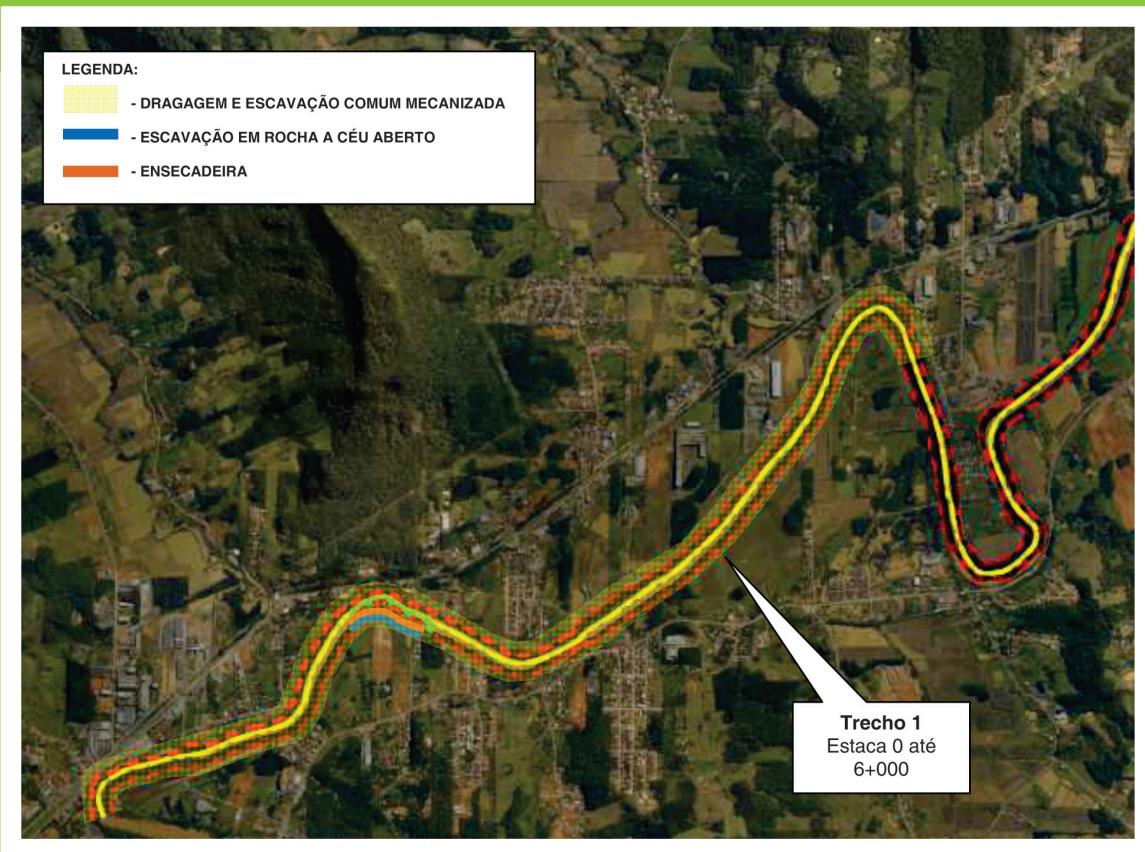 LEGENDA:
- DRAGAGEM E ESCAVAÇÃO COMUM MECANIZADA
- ESCAVAÇÃO EM ROCHA A CÉU ABERTO
- ENSECADEIRA
Trecho 1
Estaca 0 até
6+000